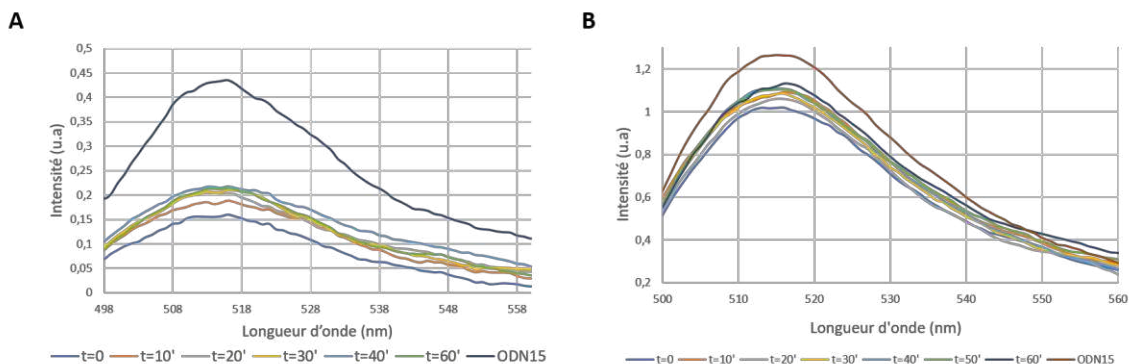 A
0,5
0,45
0,4
0,35
0,3
0,25
0,2
0,15
0,1
0,05
0
Intensité (u.a)
498 508 518 528 538 548 558
Longueur d'onde (nm)
t=0 t=10' t=20' t=30' t=40' t=60' ODN15
B
1,2
1
0,8
0,6
0,4
0,2
Intensité (u.a)
500 510 520 530 540 550 560
Longueur d'onde (nm)
t=0 t=10' t=20' t=30' t=40' t=50' t=60' ODN15